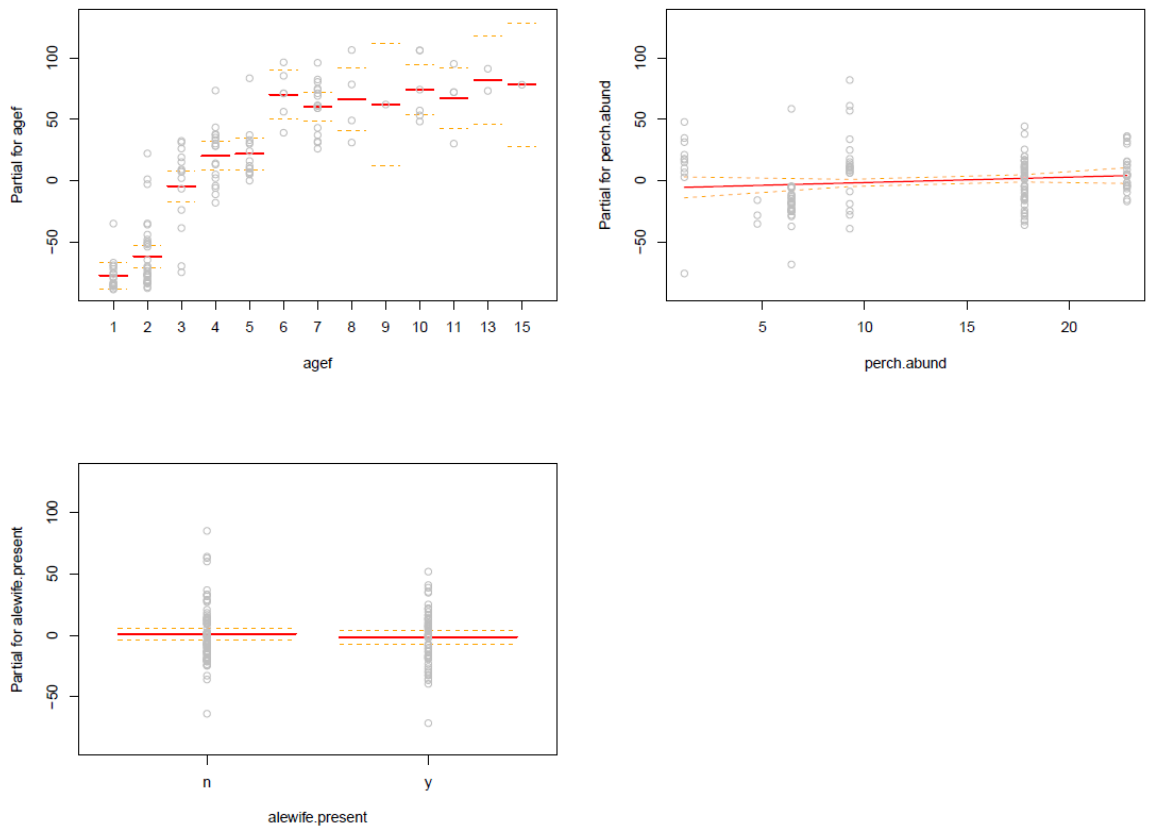 Partial for agef
100
50
0
−50
1 2 3 4 5 6 7 8 9 10 11 13 15
agef
Partial for perch.abund
100
50
0
−50
5 10 15 20
perch.abund
Partial for alewife.present
100
50
0
−50
n y
alewife.present